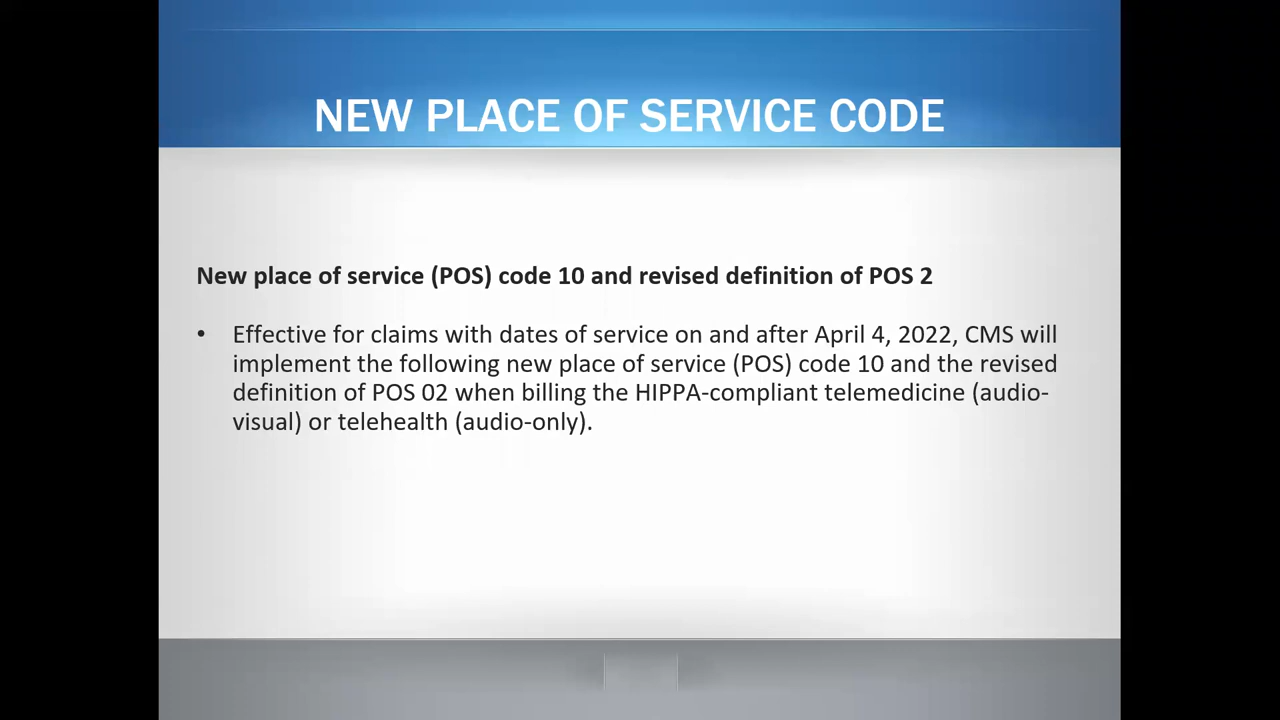 NEW PLACE OF SERVICE CODE
New place of service (POS) code 10 and revised definition of POS 2
• Effective for claims with dates of service on and after April 4, 2022, CMS will
implement the following new place of service (POS) code 10 and the revised
definition of POS 02 when billing the HIPPA-compliant telemedicine (audio-
visual) or telehealth (audio-only).